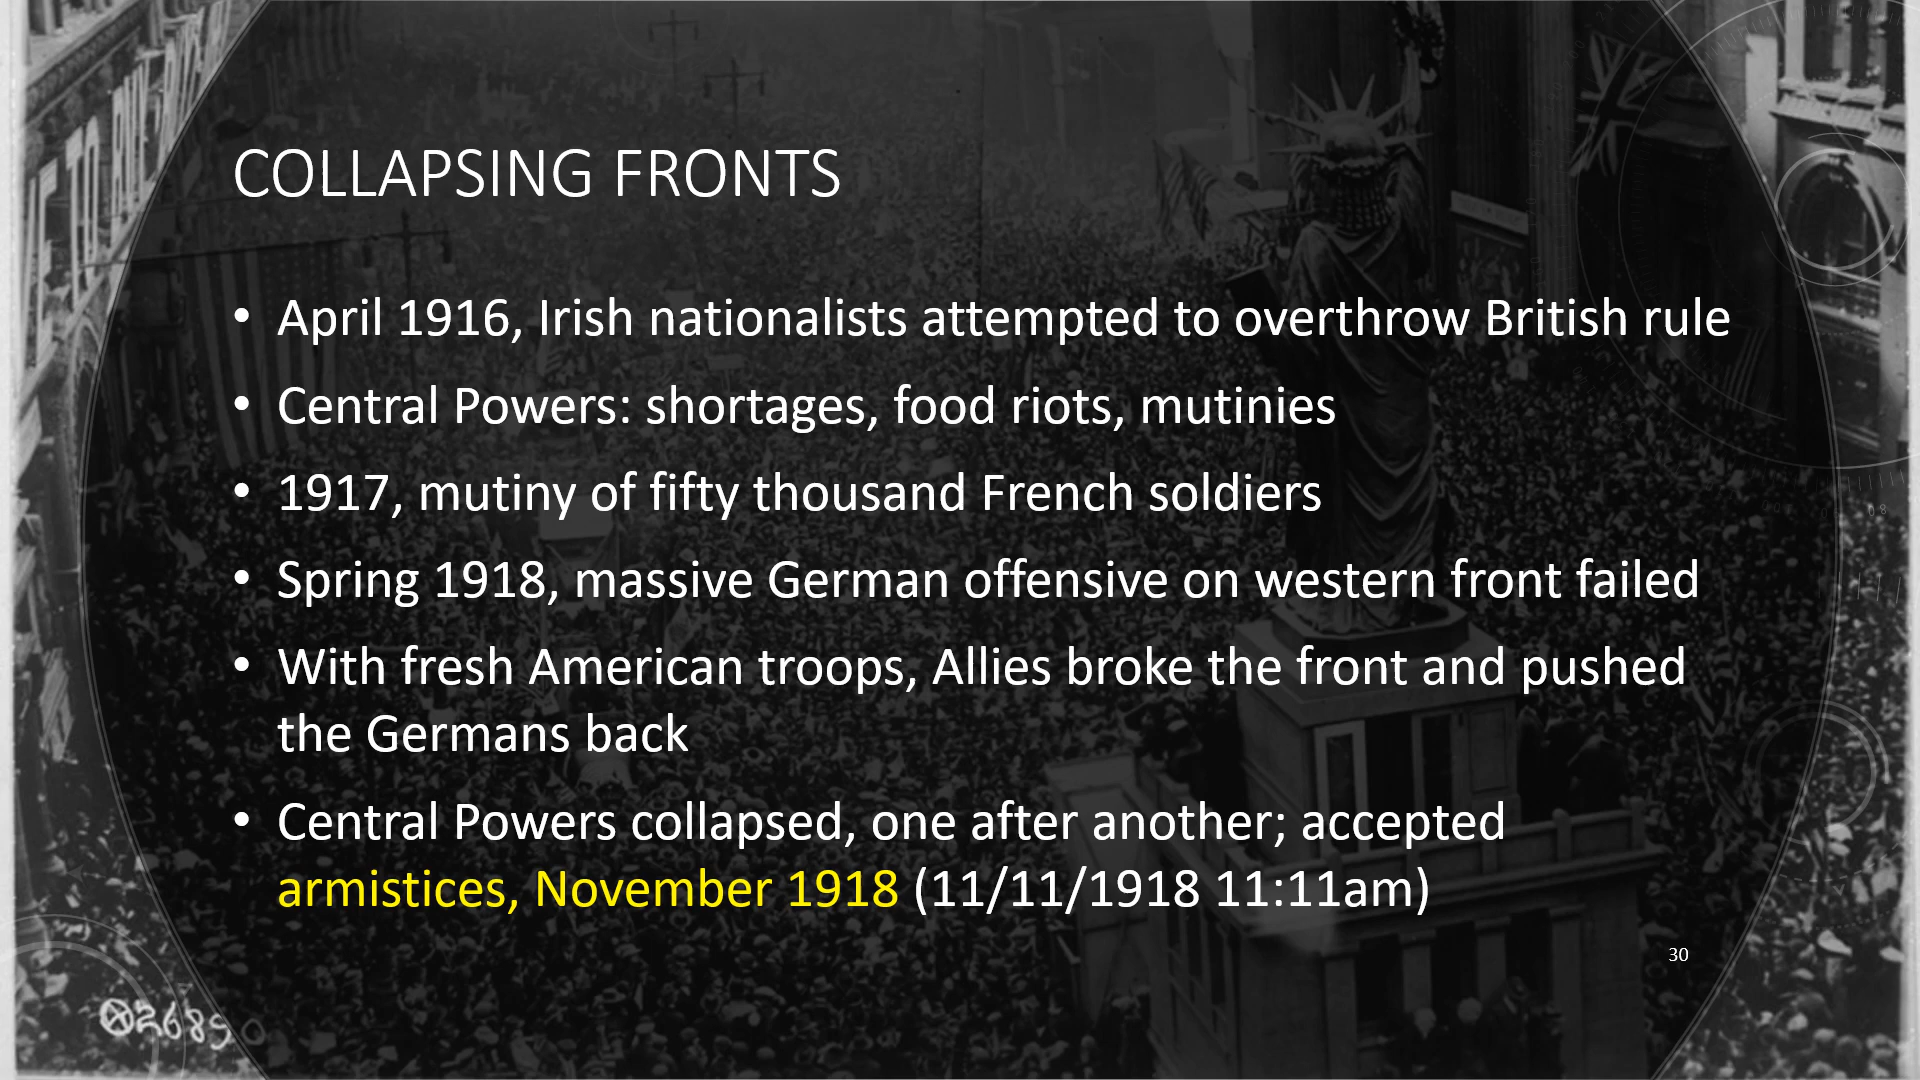 COLLAPSING FRONTS
• April 1916, Irish nationalists attempted to overthrow British rule
• Central Powers: shortages, food riots, mutinies
• 1917, mutiny of fifty thousand French soldiers
• Spring 1918, massive German offensive on western front failed
• With fresh American troops, Allies broke the front and pushed
the Germans back
• Central Powers collapsed, one after another; accepted
armistices, November 1918 (11/11/1918 11:11am)
30